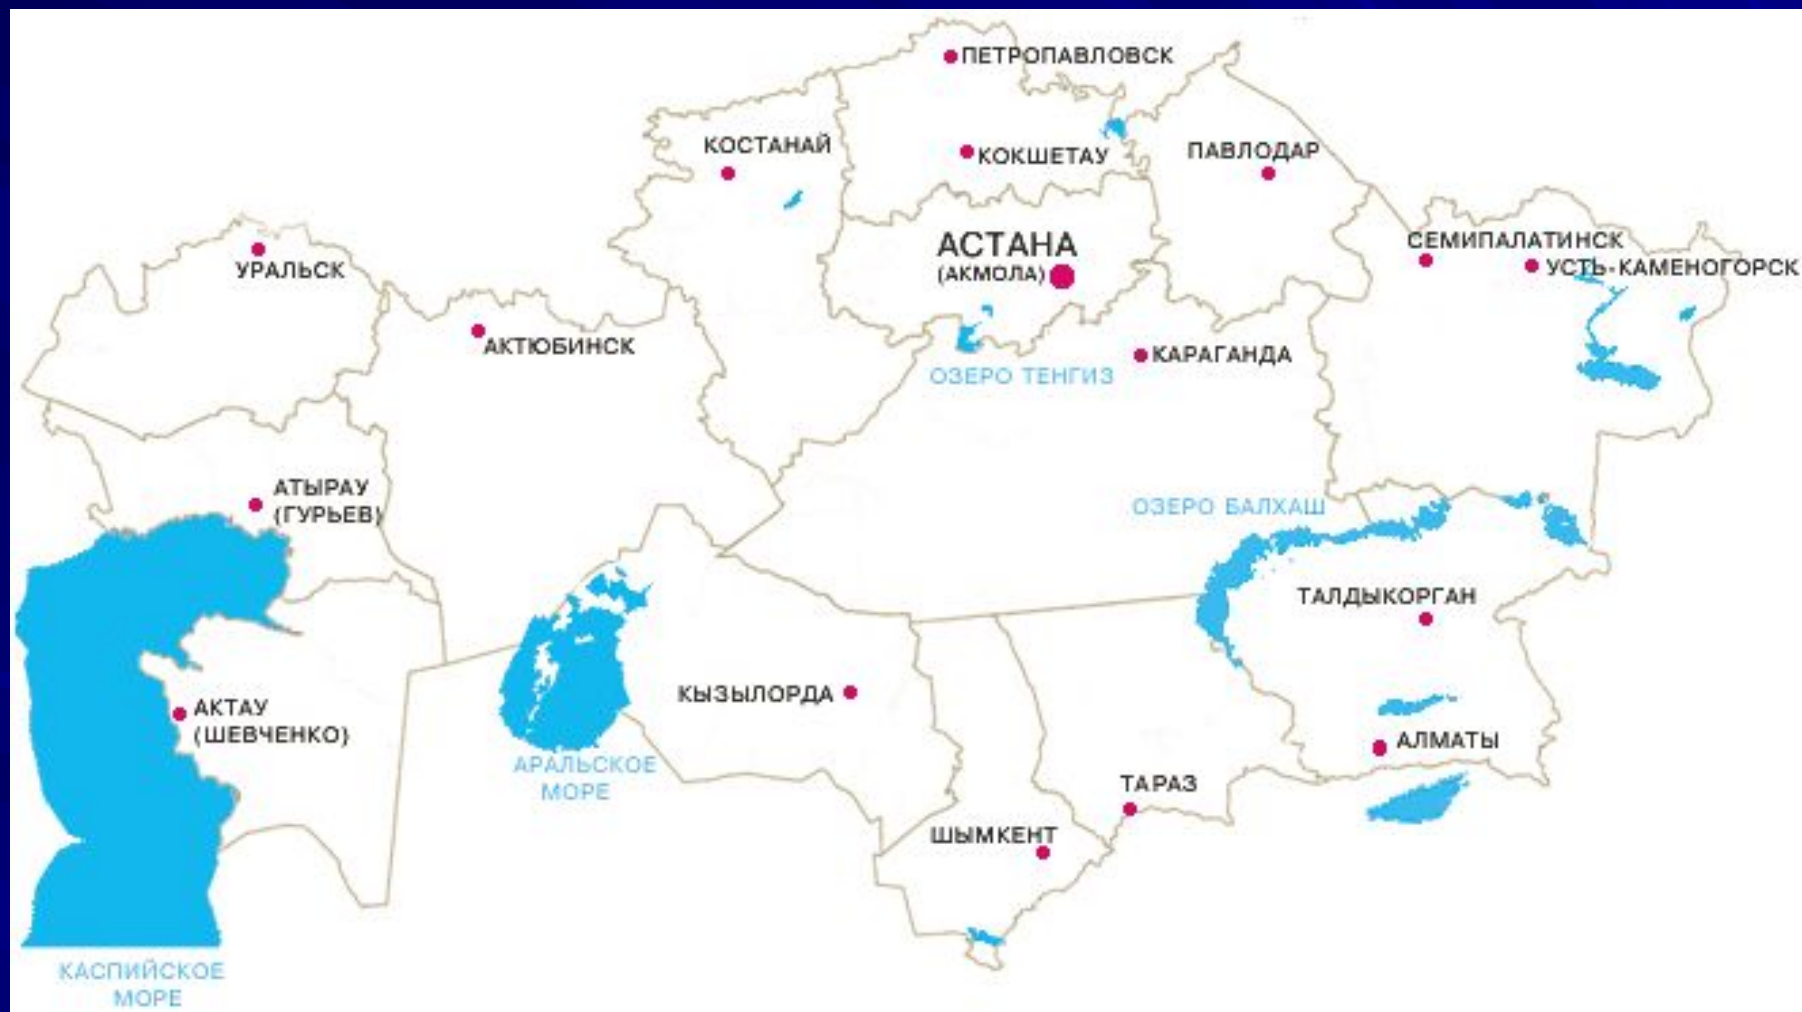 ПЕТРОПАВЛОВСК
КОСТАНАЙ
КОКШЕТАУ
ПАВЛОДАР
АСТАНА
(АКМОЛА)
СЕМИПАЛАТИНСК
УСТЬ-КАМЕНОГОРСК
УРАЛЬСК
АКТЮБИНСК
КАРАГАНДА
ОЗЕРО ТЕНГИЗ
АТЫРАУ
(ГУРЬЕВ)
ОЗЕРО БАЛХАШ
ТАЛДЫКОРГАН
КЫЗЫЛОРДА
АКТАУ
(ШЕВЧЕНКО)
АЛМАТЫ
АРАЛЬСКОЕ
МОРЕ
ТАРАЗ
ШЫМКЕНТ
КАСПИЙСКОЕ
МОРЕ